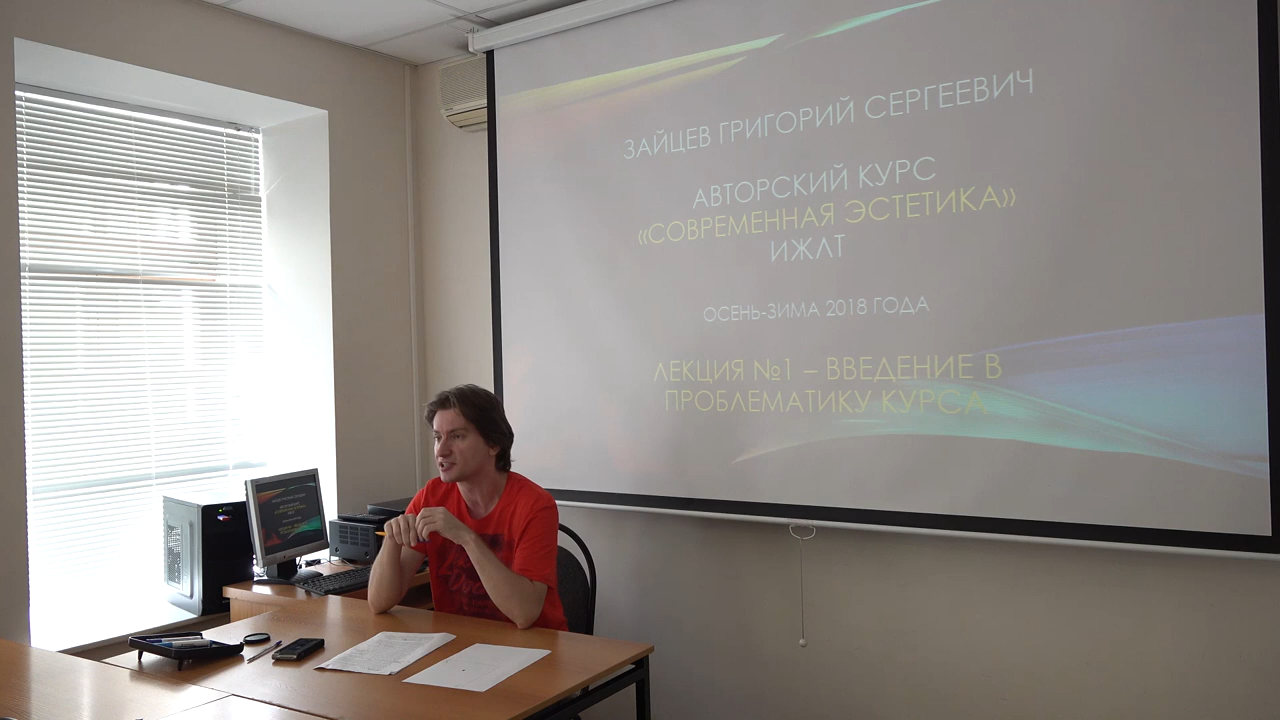 ЗАЙЦЕВ ГРИГОРИЙ СЕРГЕЕВИЧ
АВТОРСКИЙ КУРС
«СОВРЕМЕННАЯ ЭСТЕТИКА»
ИЖЛТ
ОСЕНЬ-ЗИМА 2018 ГОДА
ЛЕКЦИЯ №1 – ВВЕДЕНИЕ В
ПРОБЛЕМАТИКУ КУРСА